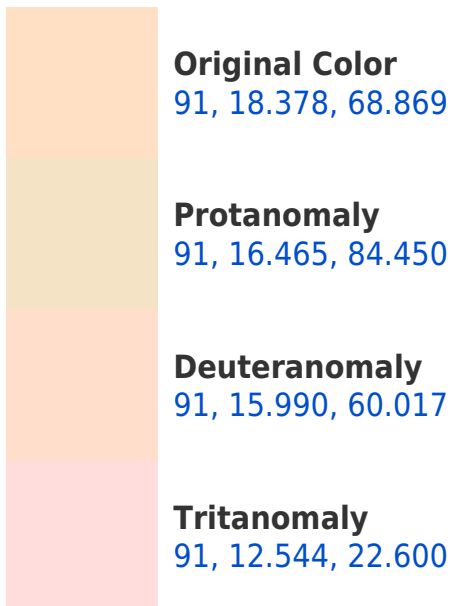 Original Color
91, 18.378, 68.869
Protanomaly
91, 16.465, 84.450
Deuteranomaly
91, 15.990, 60.017
Tritanomaly
91, 12.544, 22.600